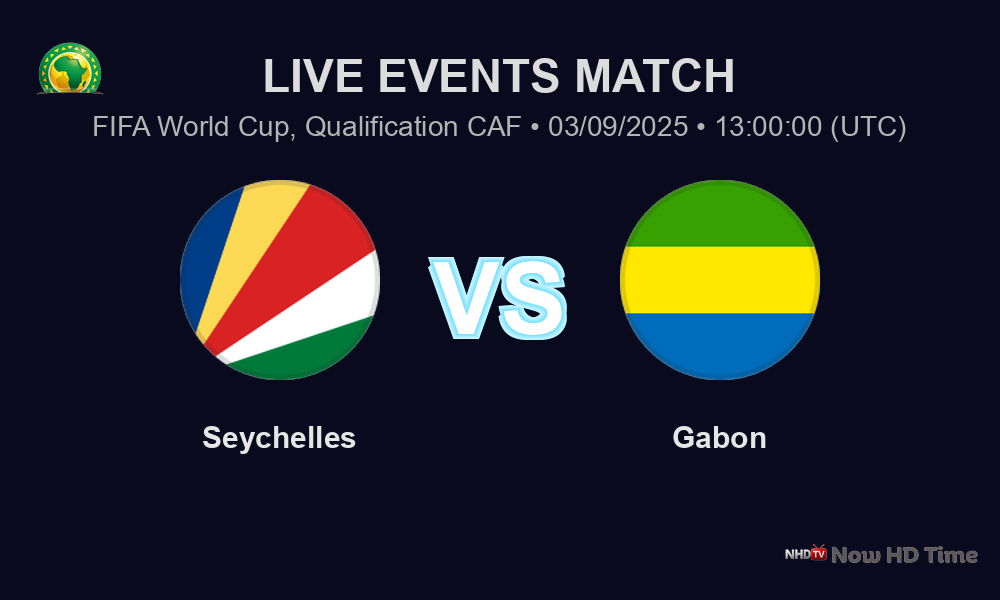 LIVE EVENTS MATCH
FIFA World Cup, Qualification CAF • 03/09/2025 • 13:00:00 (UTC)
VS
Seychelles
Gabon
NHDTV Now HD Time